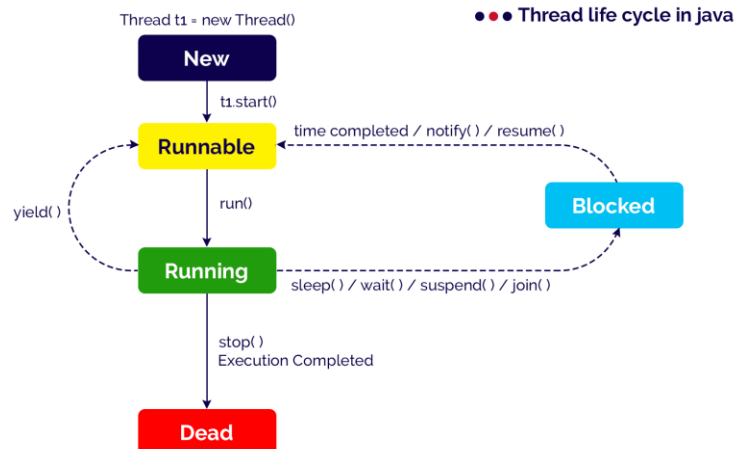 Thread life cycle in java
Thread t1 = new Thread()
New
t1.start()
time completed / notify( ) / resume( )
Runnable
run()
Blocked
yield( )
Running
sleep( ) / wait( ) / suspend( ) / join( )
stop( )
Execution Completed
Dead